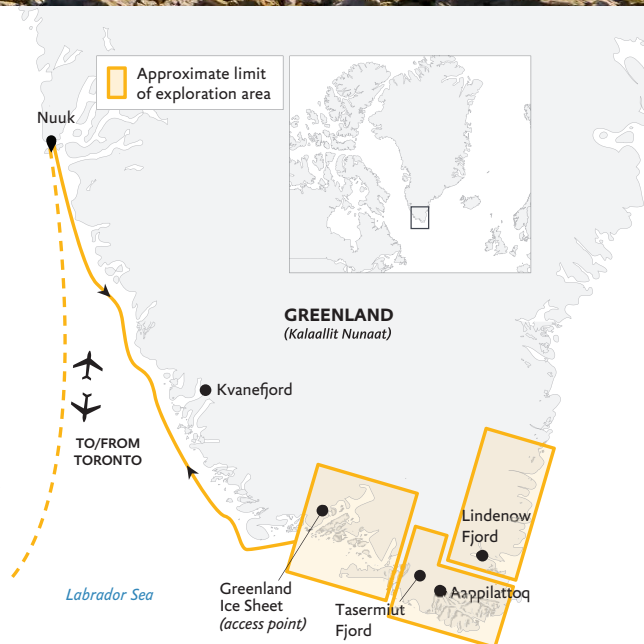 Approximate limit
of exploration area
Nuuk
GREENLAND
(Kalaallit Nunaat)
Kvanefjord
TO/FROM
TORONTO
Lindenow
Fjord
Labrador Sea
Greenland
Ice Sheet
(access point)
Tasermiut
Fjord
Aappilattoq